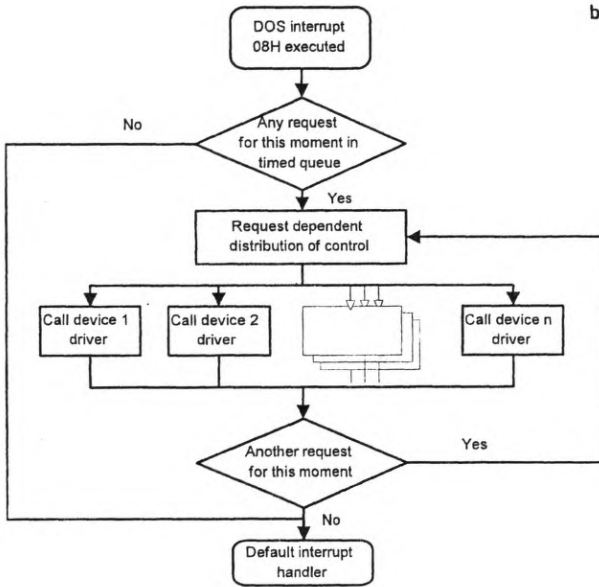 b
DOS interrupt
08H executed
No
Any request
for this moment in
timed queue
Yes
Request dependent
distribution of control
Call device 1
driver
Call device 2
driver
Call device n
driver
Another request
for this moment
Yes
No
Default interrupt
handler